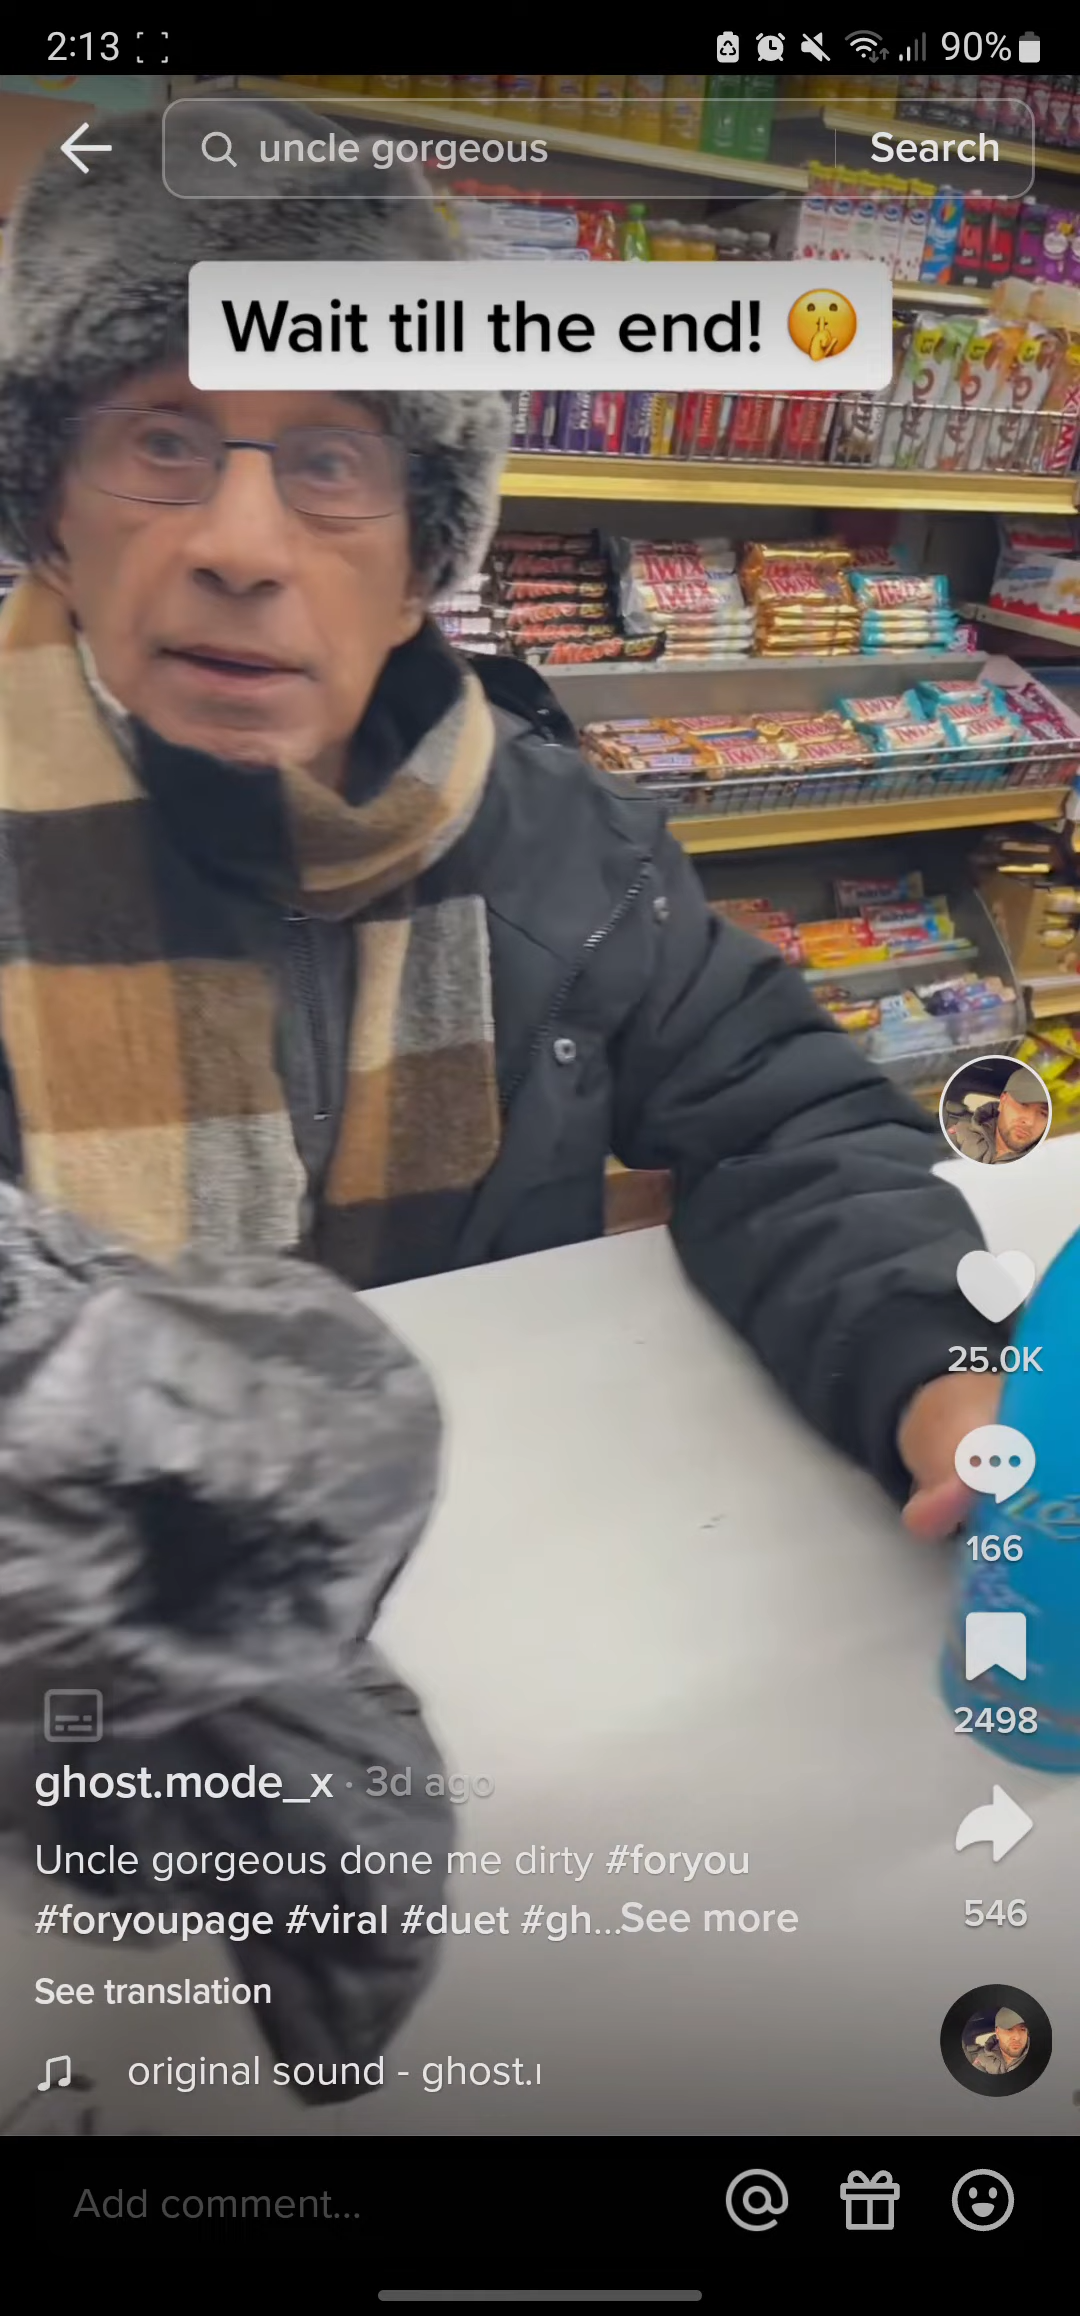 2:13
90%
uncle gorgeous
Search
Wait till the end! 🤫
TWIX
TWIX
TWIX
25.0K
166
2498
ghost.mode_x · 3d ago
Uncle gorgeous done me dirty #foryou
#foryoupage #viral #duet #gh...See more
546
See translation
original sound - ghost.
Add comment...